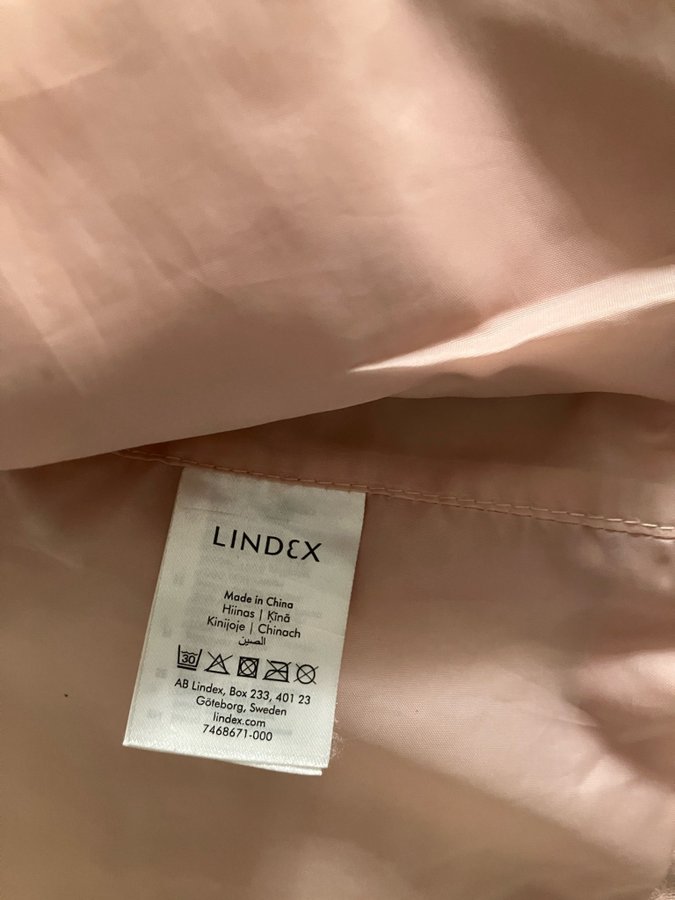 LINDEX
Made in China
Hiinas | Ķīnā
Kinijoje | Chinach
الصين
30
AB Lindex, Box 233, 401 23
Göteborg, Sweden
lindex.com
7468671-000